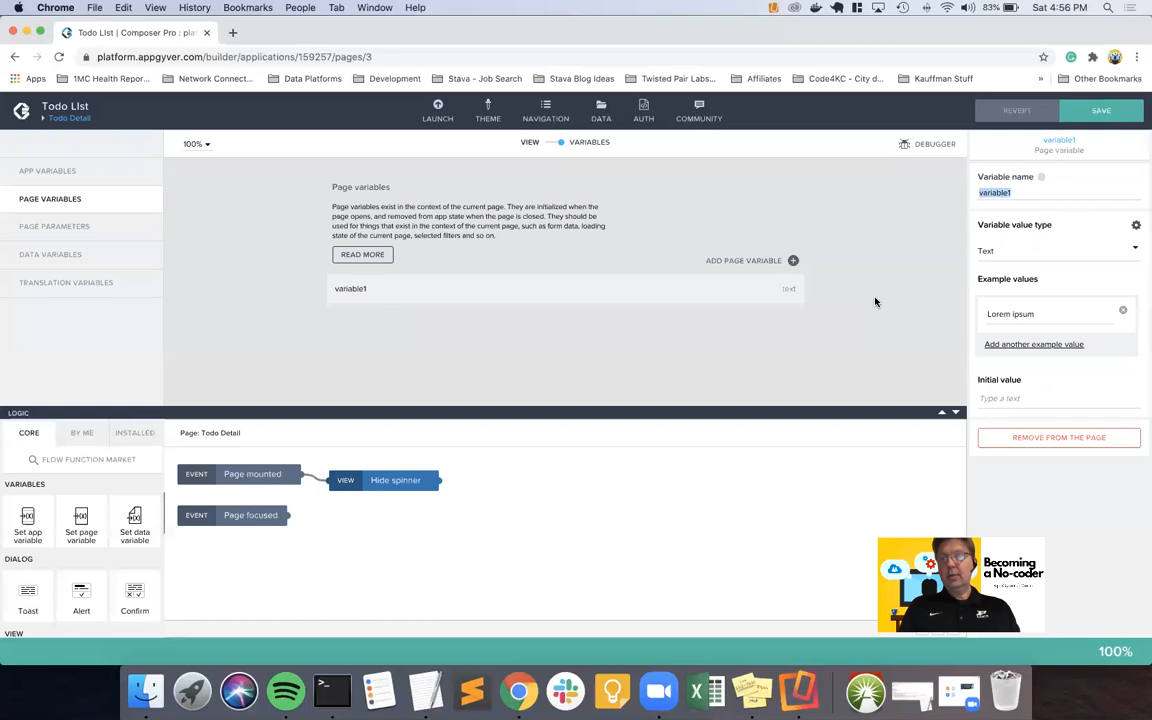 Chrome File Edit View History Bookmarks People Tab Window Help 83% Sat 4:56 PM
Todo LIst | Composer Pro : pla
platform.appgyver.com/builder/applications/159257/pages/3
Apps 1MC Health Repor... Network Connect... Data Platforms Development Stava - Job Search Stava Blog Ideas Twisted Pair Labs... Affiliates Code4KC - City d... Kauffman Stuff » Other Bookmarks
Todo LIst
Todo Detail
LAUNCH THEME NAVIGATION DATA AUTH COMMUNITY
REVERT SAVE
100% VIEW VARIABLES DEBUGGER
APP VARIABLES
PAGE VARIABLES
PAGE PARAMETERS
DATA VARIABLES
TRANSLATION VARIABLES
Page variables
Page variables exist in the context of the current page. They are initialized when the
page opens, and removed from app state when the page is closed. They should be
used for things that exist in the context of the current page, such as form data, loading
state of the current page, selected filters and so on.
READ MORE
ADD PAGE VARIABLE
variable1 text
variable1
Page variable
Variable name
variable1
Variable value type
Text
Example values
Lorem ipsum
Add another example value
Initial value
Type a text
REMOVE FROM THE PAGE
LOGIC
CORE BY ME INSTALLED
FLOW FUNCTION MARKET
VARIABLES
Set app variable
Set page variable
Set data variable
DIALOG
Toast Alert Confirm
VIEW
Page: Todo Detail
EVENT Page mounted
VIEW Hide spinner
EVENT Page focused
Becoming
a No-coder
100%